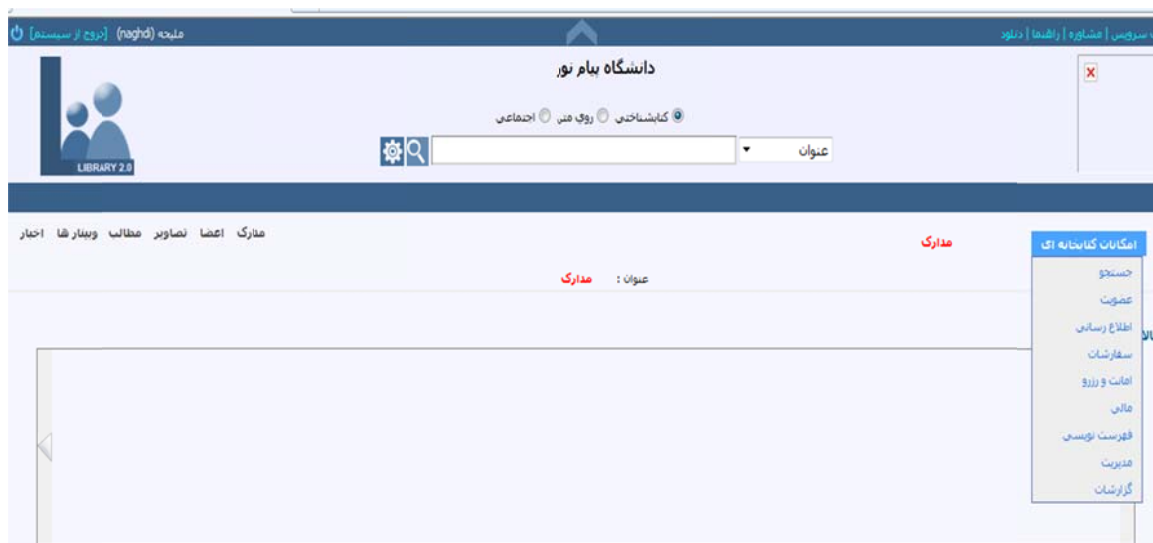 سرویس | مشاوره | راهنما | دانلود
ملیحه (naghdi) [خروج از سیستم]
دانشگاه پیام نور
کتابشناختي روي متن اجتماعی
عنوان
LIBRARY 2.0
امکانات کتابخانه ای
مدارک
مدارک اعضا تصاویر مطالب وبینار ها اخبار
عنوان : مدارک
جستجو
عضویت
اطلاع رسانی
سفارشات
امانت و رزرو
مالی
فهرست نویسی
مدیریت
گزارشات